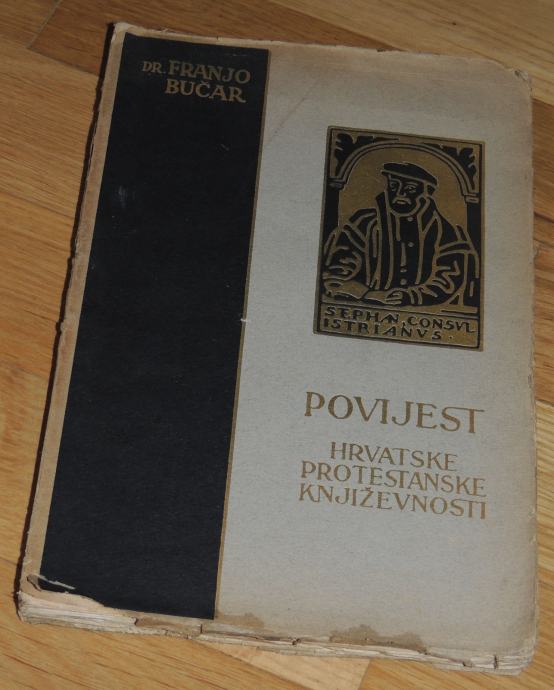 DR. FRANJO
BUČAR
STEPHAN. CONSVL
ISTRIANVS.
POVIJEST
HRVATSKE
PROTESTANSKE
KNJIŽEVNOSTI